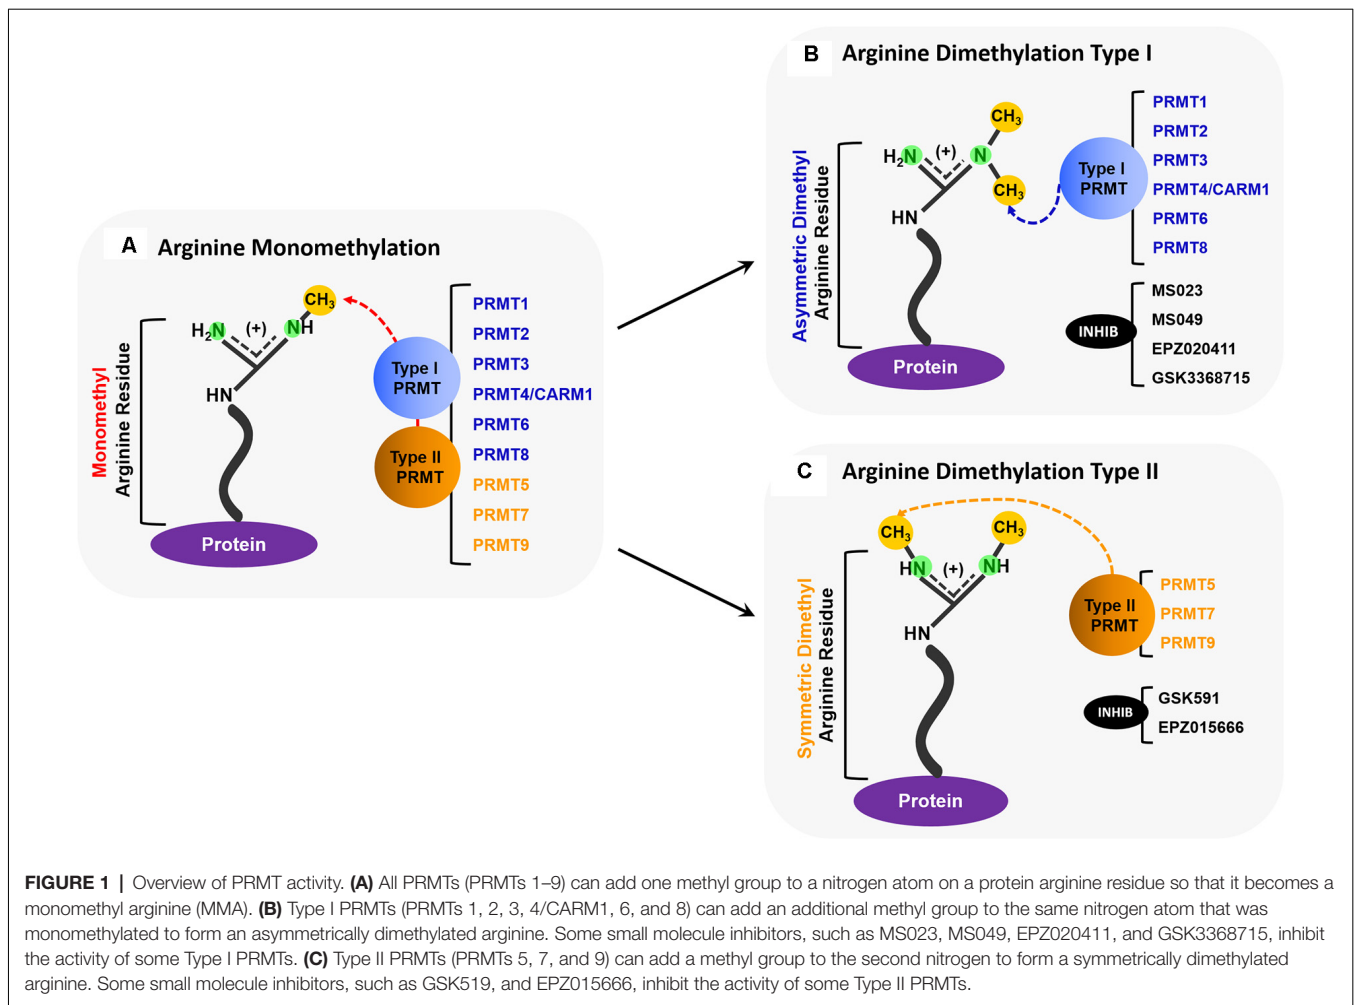 A Arginine Monomethylation
CH3
H2N (+) NH
HN
Monomethyl
Arginine Residue
Protein
Type I
PRMT
Type II
PRMT
PRMT1
PRMT2
PRMT3
PRMT4/CARM1
PRMT6
PRMT8
PRMT5
PRMT7
PRMT9
B Arginine Dimethylation Type I
CH3
H2N (+) N
CH3
HN
Asymmetric Dimethyl
Arginine Residue
Protein
Type I
PRMT
PRMT1
PRMT2
PRMT3
PRMT4/CARM1
PRMT6
PRMT8
INHIB
MS023
MS049
EPZ020411
GSK3368715
C Arginine Dimethylation Type II
CH3 CH3
HN (+) NH
HN
Symmetric Dimethyl
Arginine Residue
Protein
Type II
PRMT
PRMT5
PRMT7
PRMT9
INHIB
GSK591
EPZ015666
FIGURE 1 | Overview of PRMT activity. (A) All PRMTs (PRMTs 1–9) can add one methyl group to a nitrogen atom on a protein arginine residue so that it becomes a
monomethyl arginine (MMA). (B) Type I PRMTs (PRMTs 1, 2, 3, 4/CARM1, 6, and 8) can add an additional methyl group to the same nitrogen atom that was
monomethylated to form an asymmetrically dimethylated arginine. Some small molecule inhibitors, such as MS023, MS049, EPZ020411, and GSK3368715, inhibit
the activity of some Type I PRMTs. (C) Type II PRMTs (PRMTs 5, 7, and 9) can add a methyl group to the second nitrogen to form a symmetrically dimethylated
arginine. Some small molecule inhibitors, such as GSK519, and EPZ015666, inhibit the activity of some Type II PRMTs.